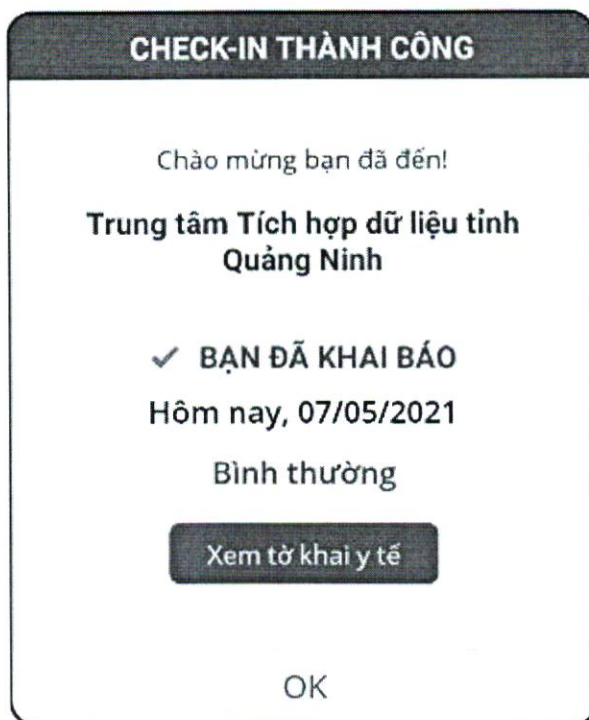 CHECK-IN THÀNH CÔNG
Chào mừng bạn đã đến!
Trung tâm Tích hợp dữ liệu tỉnh
Quảng Ninh
✓ BẠN ĐÃ KHAI BÁO
Hôm nay, 07/05/2021
Bình thường
Xem tờ khai y tế
OK